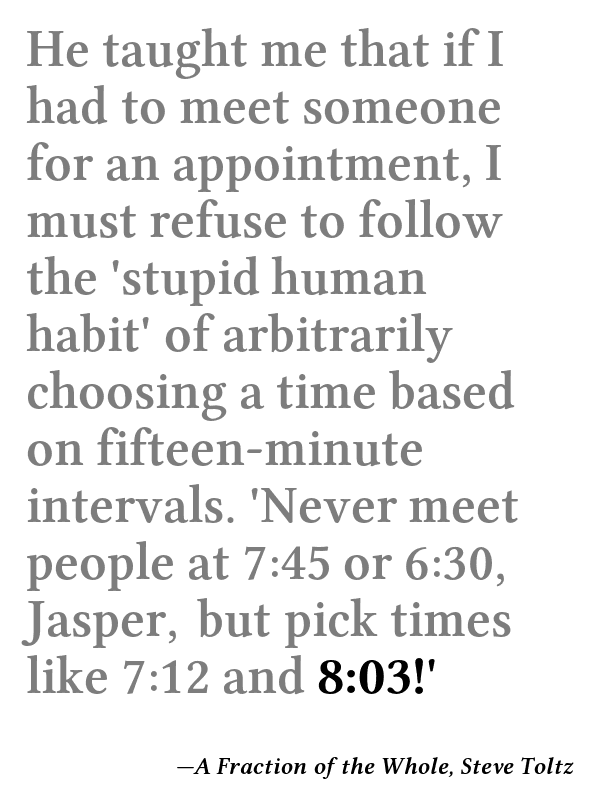 He taught me that if I
had to meet someone
for an appointment, I
must refuse to follow
the 'stupid human
habit' of arbitrarily
choosing a time based
on fifteen-minute
intervals. 'Never meet
people at 7:45 or 6:30,
Jasper, but pick times
like 7:12 and 8:03!'
—A Fraction of the Whole, Steve Toltz